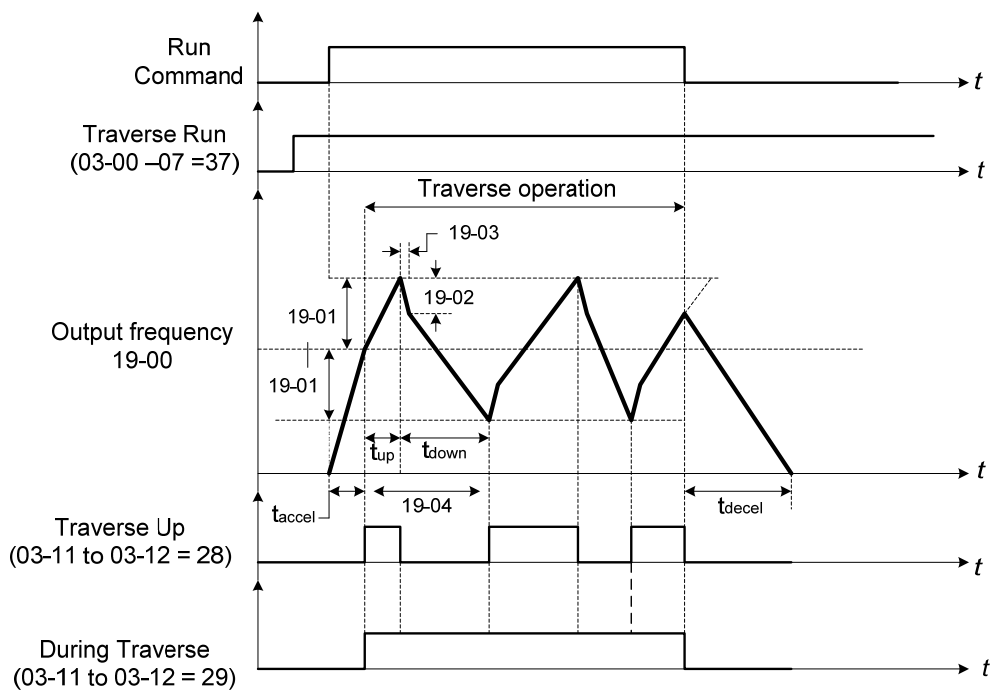 Run
Command
t
Traverse Run
(03-00 –07 =37)
t
Traverse operation
19-03
19-02
19-01
Output frequency
19-00
19-01
tup
tdown
t
taccel
19-04
tdecel
Traverse Up
(03-11 to 03-12 = 28)
t
During Traverse
(03-11 to 03-12 = 29)
t